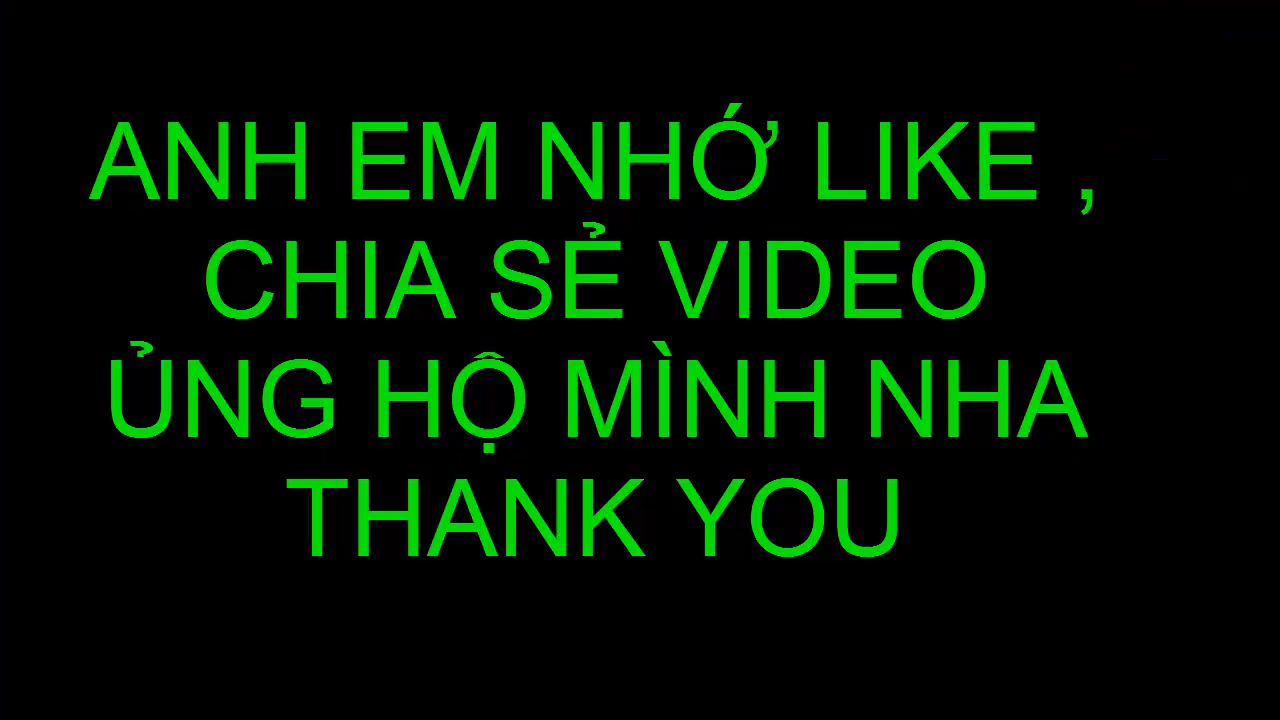 ANH EM NHỚ LIKE ,
CHIA SẺ VIDEO
ỦNG HỘ MÌNH NHA
THANK YOU